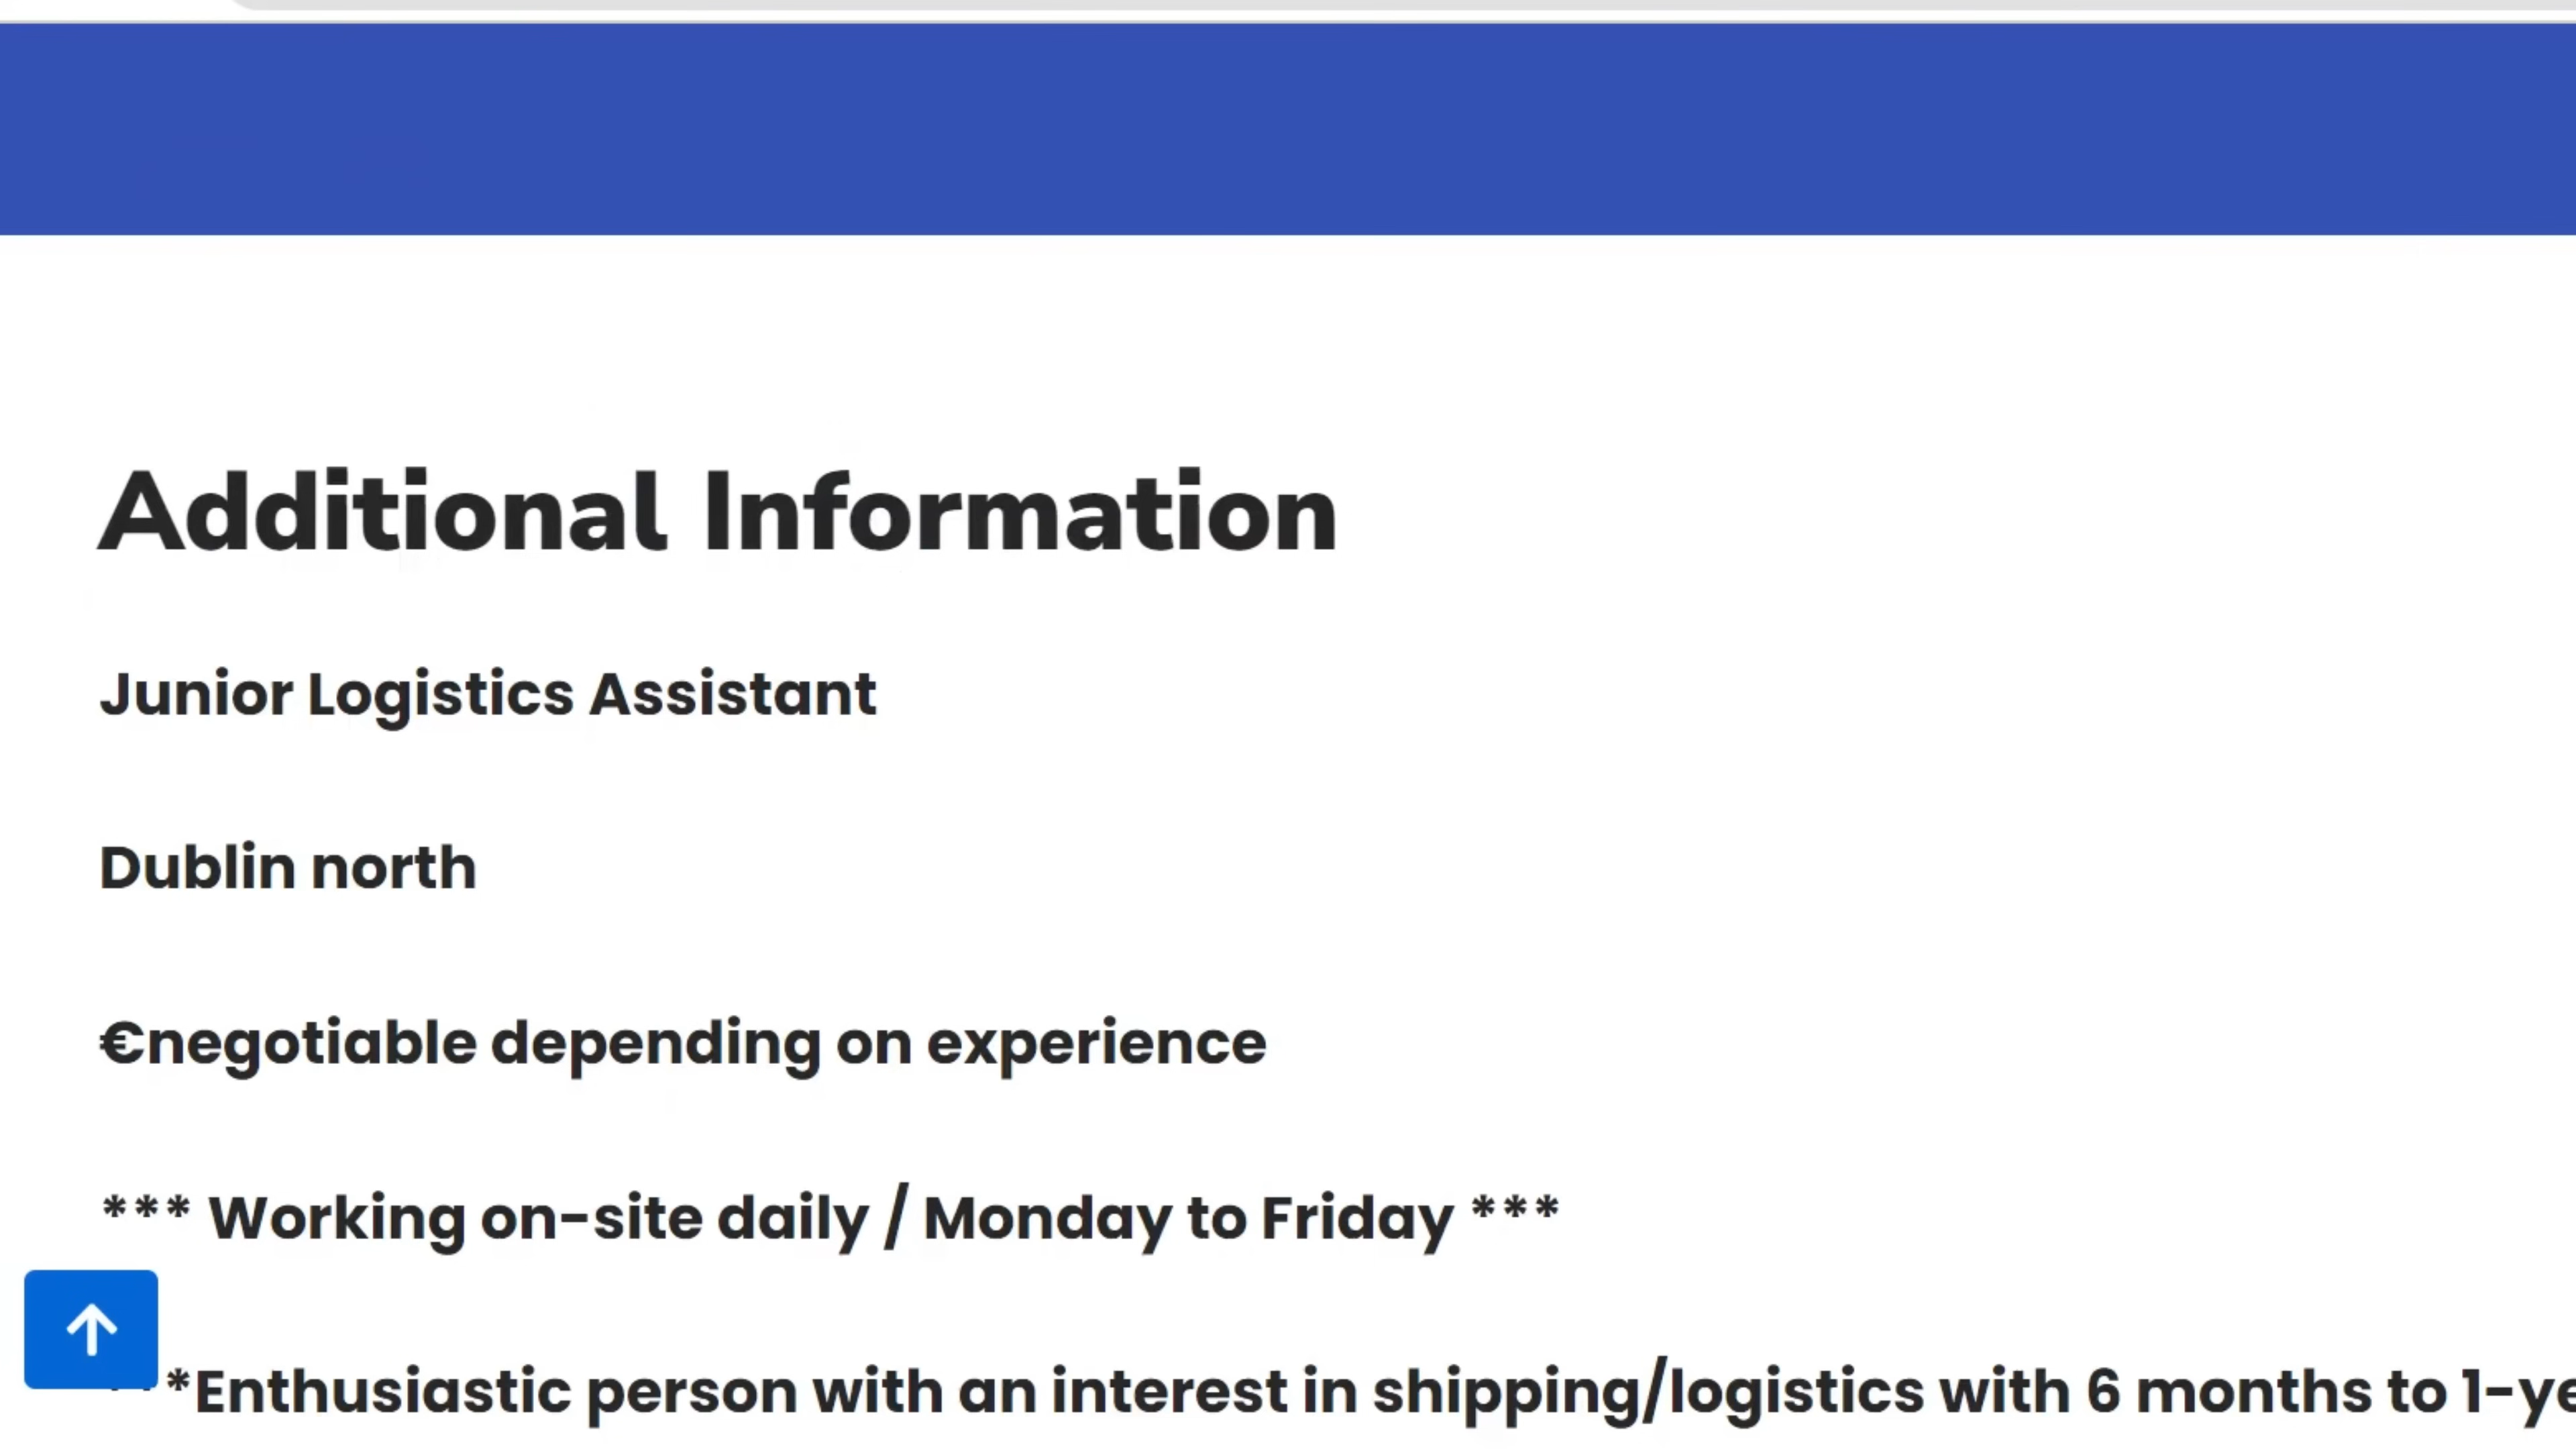 Additional Information
Junior Logistics Assistant
Dublin north
€negotiable depending on experience
*** Working on-site daily / Monday to Friday ***
*Enthusiastic person with an interest in shipping/logistics with 6 months to